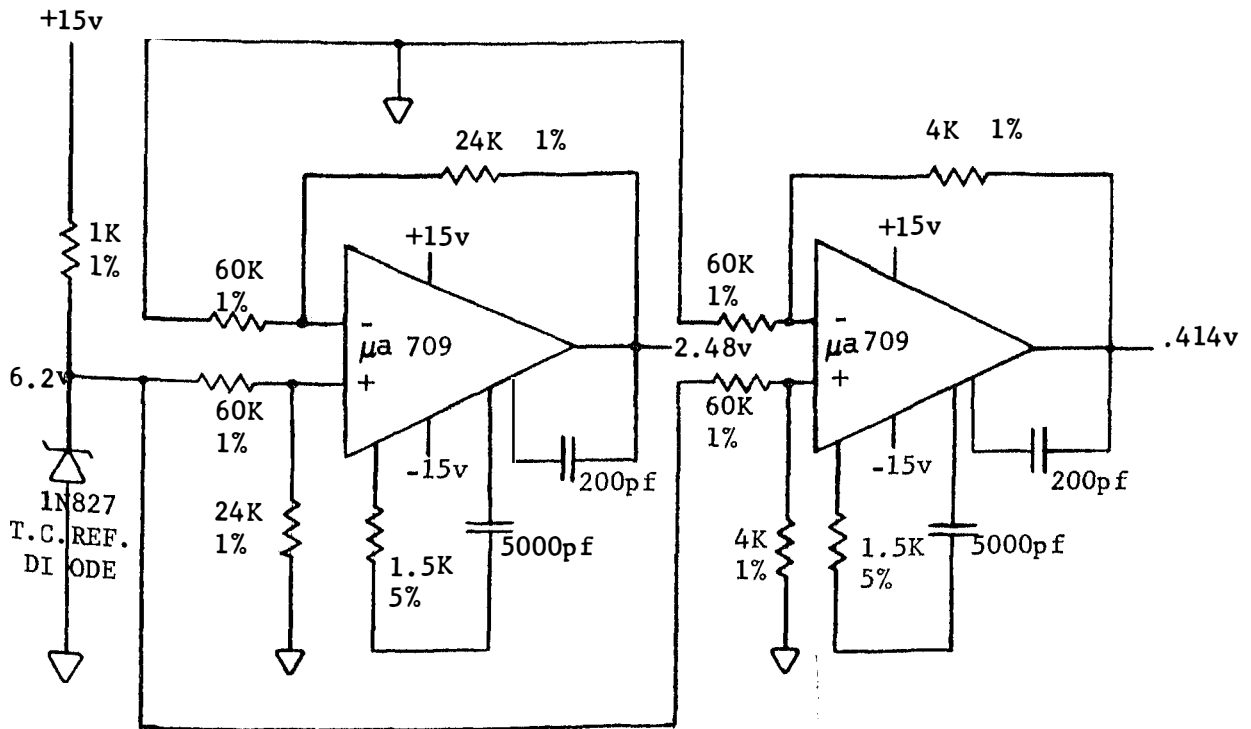 +15v
24K 1%
4K 1%
1K
1%
+15v
+15v
60K
1%
60K
1%
-
μa 709
+
-
μa 709
+
2.48v
.414v
6.2v
60K
1%
60K
1%
-15v
-15v
200pf
200pf
1N827
T.C.REF.
DIODE
24K
1%
5000pf
4K
1%
5000pf
1.5K
5%
1.5K
5%